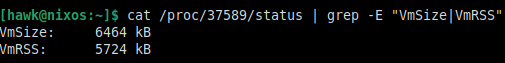 [hawk@nixos:~]$ cat /proc/37589/status | grep -E "VmSize|VmRSS"
VmSize:     6464 kB
VmRSS:      5724 kB